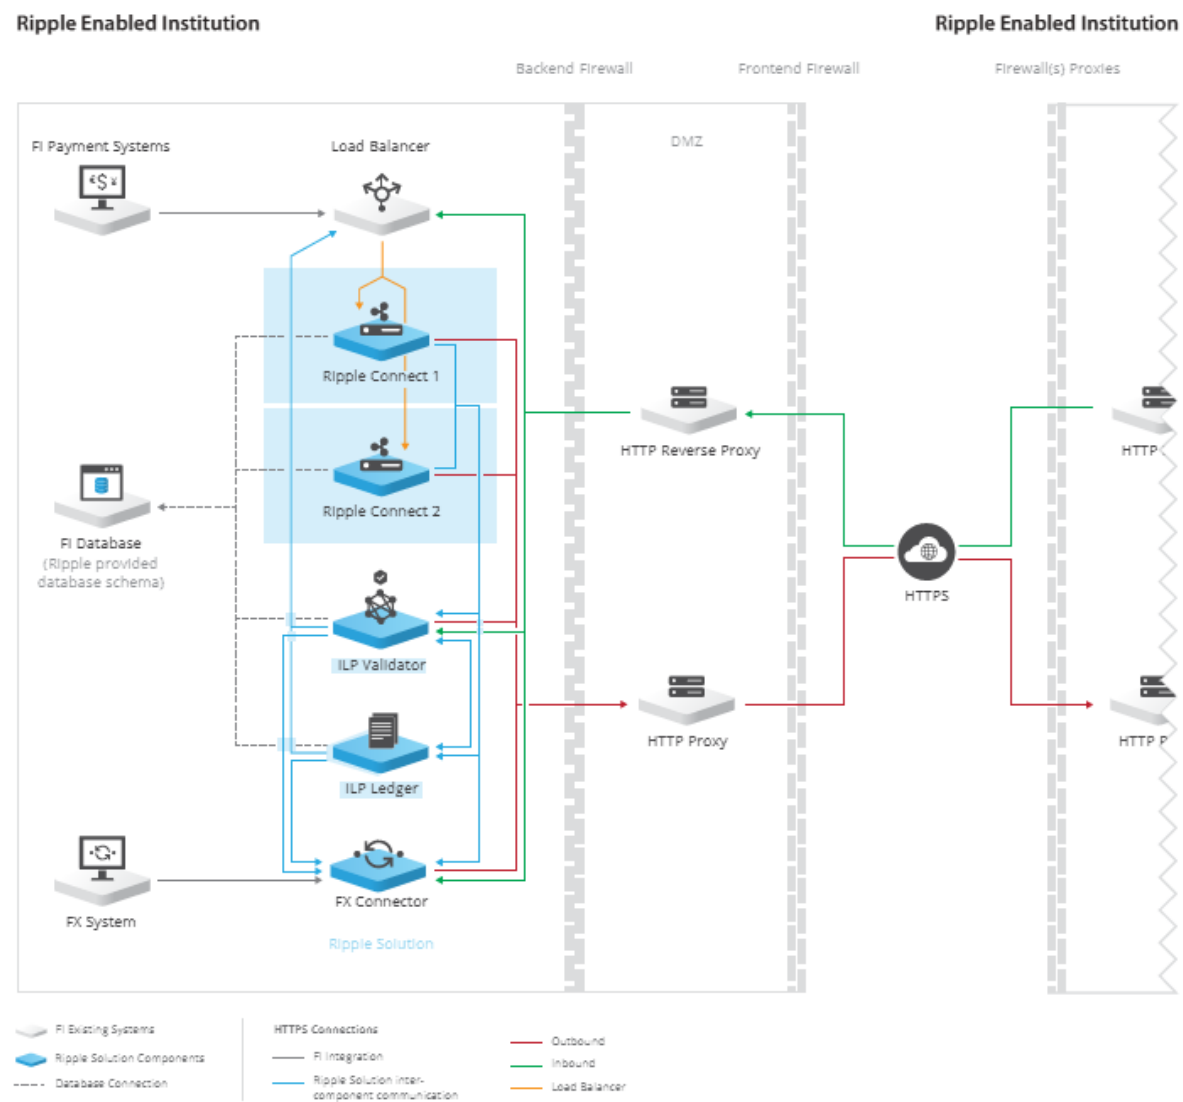 Ripple Enabled Institution
Ripple Enabled Institution
Backend Firewall
Frontend Firewall
Firewall(s) Proxies
FI Payment Systems
Load Balancer
DMZ
€$¥
Ripple Connect 1
HTTP Reverse Proxy
HTTP
Ripple Connect 2
FI Database
(Ripple provided
database schema)
HTTPS
ILP Validator
HTTP Proxy
HTTP P
ILP Ledger
FX Connector
FX System
Ripple Solution
FI Existing Systems
Ripple Solution Components
Database Connection
HTTPS Connections
FI Integration
Ripple Solution inter-
component communication
Outbound
Inbound
Load Balancer